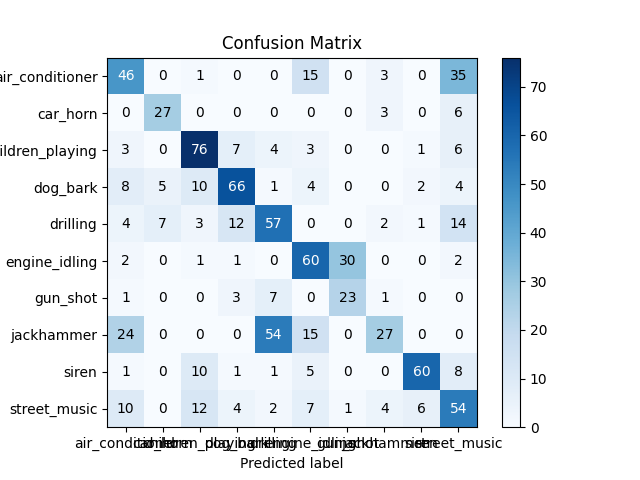 Confusion Matrix
air_conditioner 46 0 1 0 0 15 0 3 0 35
car_horn 0 27 0 0 0 0 0 3 0 6
ildren_playing 3 0 76 7 4 3 0 0 1 6
dog_bark 8 5 10 66 1 4 0 0 2 4
drilling 4 7 3 12 57 0 0 2 1 14
engine_idling 2 0 1 1 0 60 30 0 0 2
gun_shot 1 0 0 3 7 0 23 1 0 0
jackhammer 24 0 0 0 54 15 0 27 0 0
siren 1 0 10 1 1 5 0 0 60 8
street_music 10 0 12 4 2 7 1 4 6 54
street_music
Predicted label
70
60
50
40
30
20
10
0